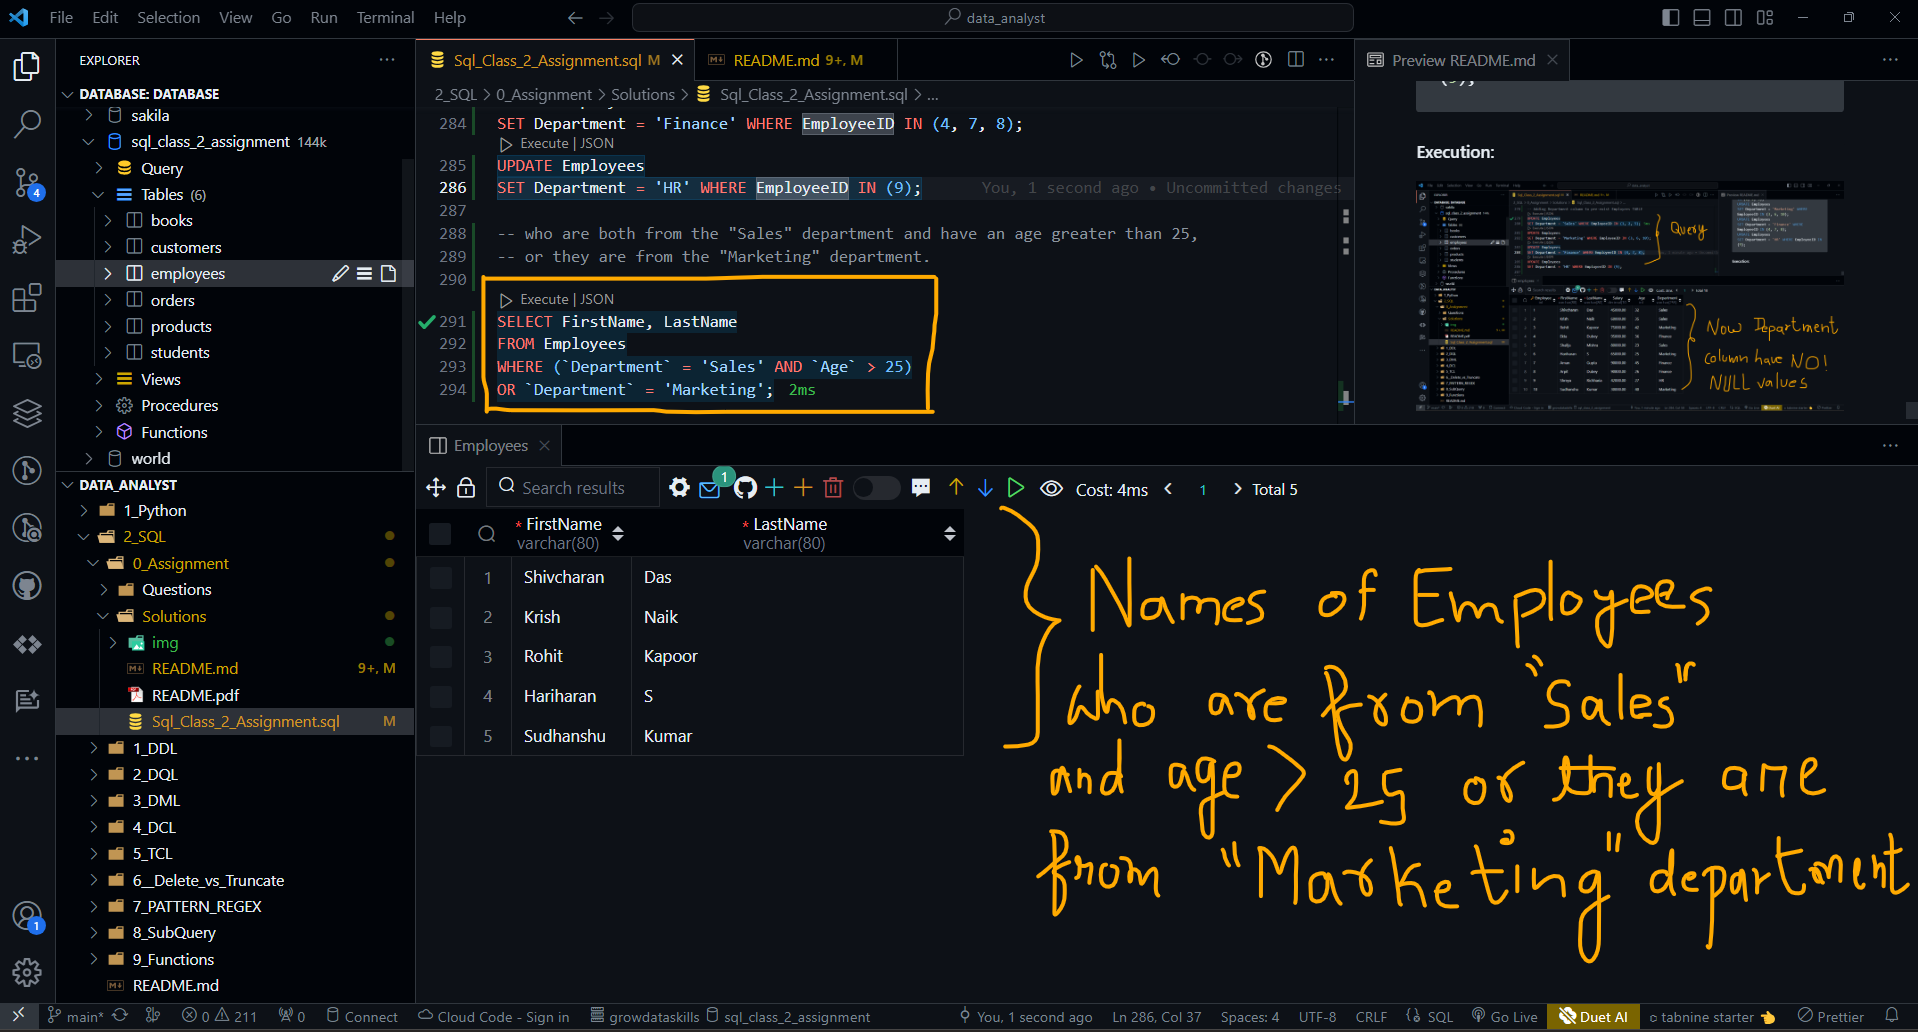 File Edit Selection View Go Run Terminal Help
data_analyst
EXPLORER
DATABASE: DATABASE
sakila
sql_class_2_assignment 144k
Query
Tables (6)
books
customers
employees
orders
products
students
Views
Procedures
Functions
world
DATA_ANALYST
1_Python
2_SQL
0_Assignment
Questions
Solutions
img
README.md 9+, M
README.pdf
Sql_Class_2_Assignment.sql M
1_DDL
2_DQL
3_DML
4_DCL
5_TCL
6__Delete_vs_Truncate
7_PATTERN_REGEX
8_SubQuery
9_Functions
README.md
4
1
Sql_Class_2_Assignment.sql M
README.md 9+, M
2_SQL > 0_Assignment > Solutions > Sql_Class_2_Assignment.sql > ...
284 SET Department = 'Finance' WHERE EmployeeID IN (4, 7, 8);
Execute | JSON
285 UPDATE Employees
286 SET Department = 'HR' WHERE EmployeeID IN (9); You, 1 second ago • Uncommitted changes
287
288 -- who are both from the "Sales" department and have an age greater than 25,
289 -- or they are from the "Marketing" department.
290
Execute | JSON
291 SELECT FirstName, LastName
292 FROM Employees
293 WHERE (`Department` = 'Sales' AND `Age` > 25)
294 OR `Department` = 'Marketing'; 2ms
Preview README.md
Execution:
Query
Now Department
Column have NO!
NULL values
Employees
Search results
1
Cost: 4ms < 1 > Total 5
* FirstName
varchar(80)
* LastName
varchar(80)
1 Shivcharan Das
2 Krish Naik
3 Rohit Kapoor
4 Hariharan S
5 Sudhanshu Kumar
Names of Employees
who are from "Sales"
and age > 25 or they are
from "Marketing" department
main* 0 211 0 Connect Cloud Code - Sign in growdataskills sql_class_2_assignment You, 1 second ago Ln 286, Col 37 Spaces: 4 UTF-8 CRLF SQL Go Live Duet AI tabnine starter Prettier